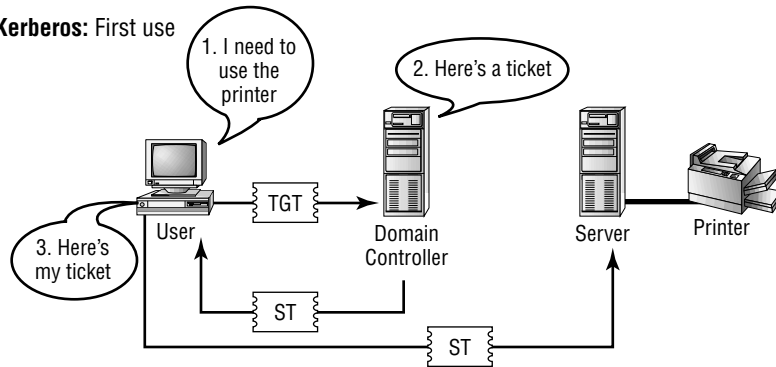 Kerberos: First use
1. I need to
use the
printer
2. Here's a ticket
TGT
User
Domain
Controller
Server
Printer
3. Here's
my ticket
ST
ST